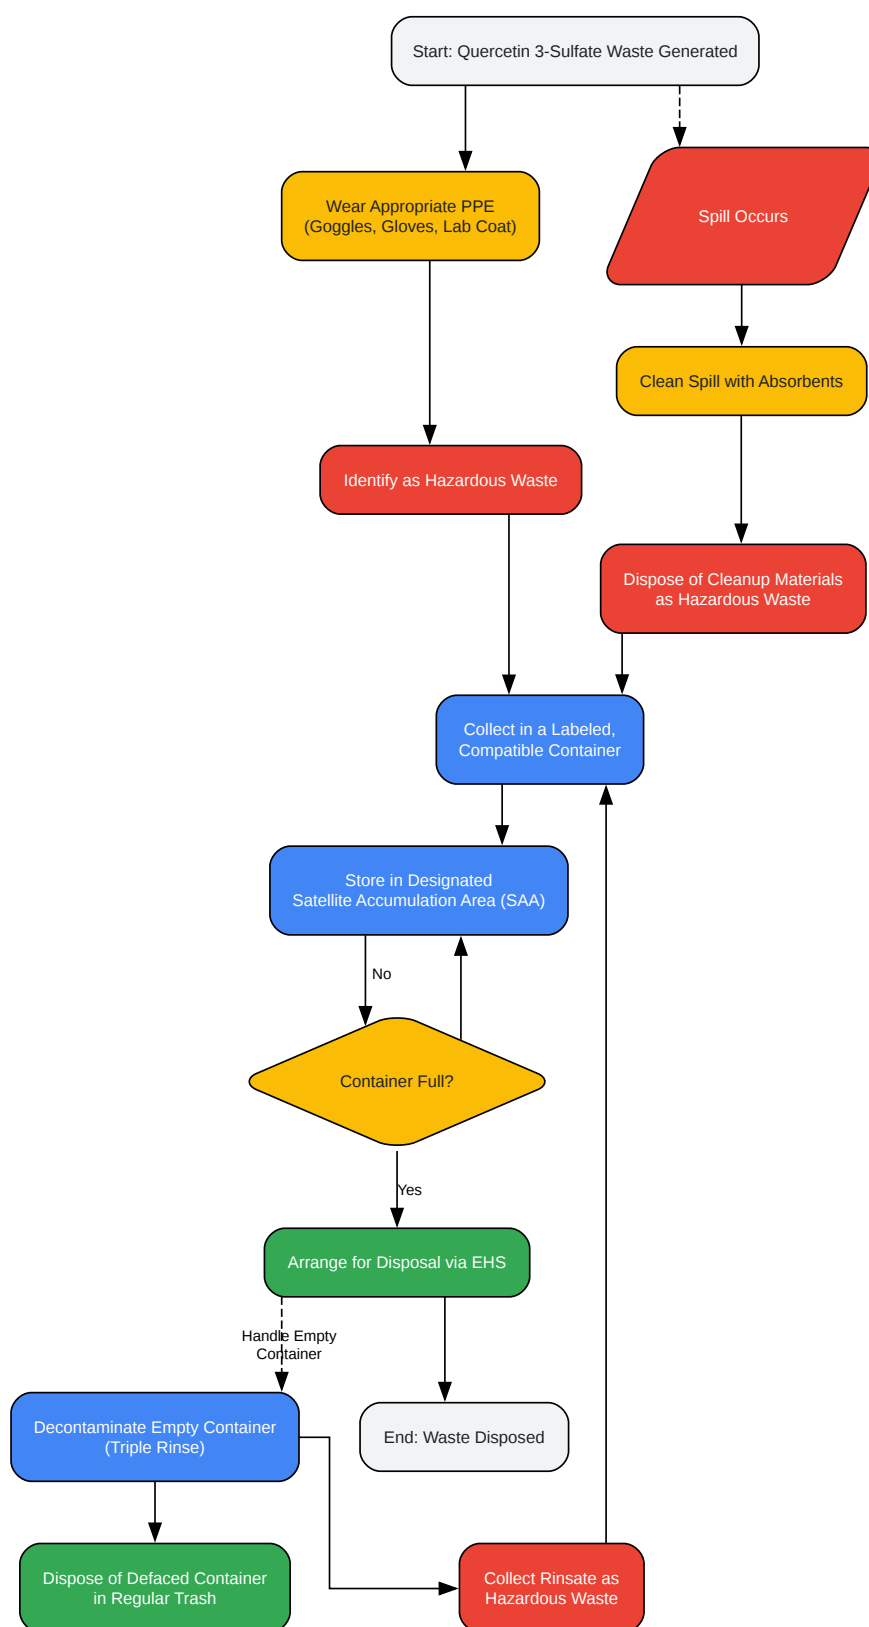 Start: Quercetin 3-Sulfate Waste Generated
Wear Appropriate PPE
(Goggles, Gloves, Lab Coat)
Spill Occurs
Clean Spill with Absorbents
Identify as Hazardous Waste
Dispose of Cleanup Materials
as Hazardous Waste
Collect in a Labeled,
Compatible Container
Store in Designated
Satellite Accumulation Area (SAA)
No
Container Full?
Yes
Arrange for Disposal via EHS
Handle Empty
Container
Decontaminate Empty Container
(Triple Rinse)
End: Waste Disposed
Dispose of Defaced Container
in Regular Trash
Collect Rinsate as
Hazardous Waste